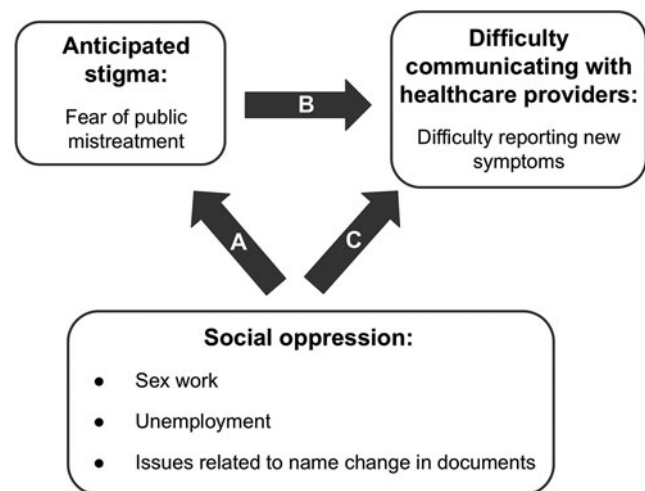 Anticipated
stigma:
Fear of public
mistreatment
B
Difficulty
communicating with
healthcare providers:
Difficulty reporting new
symptoms
A
C
Social oppression:
● Sex work
● Unemployment
● Issues related to name change in documents